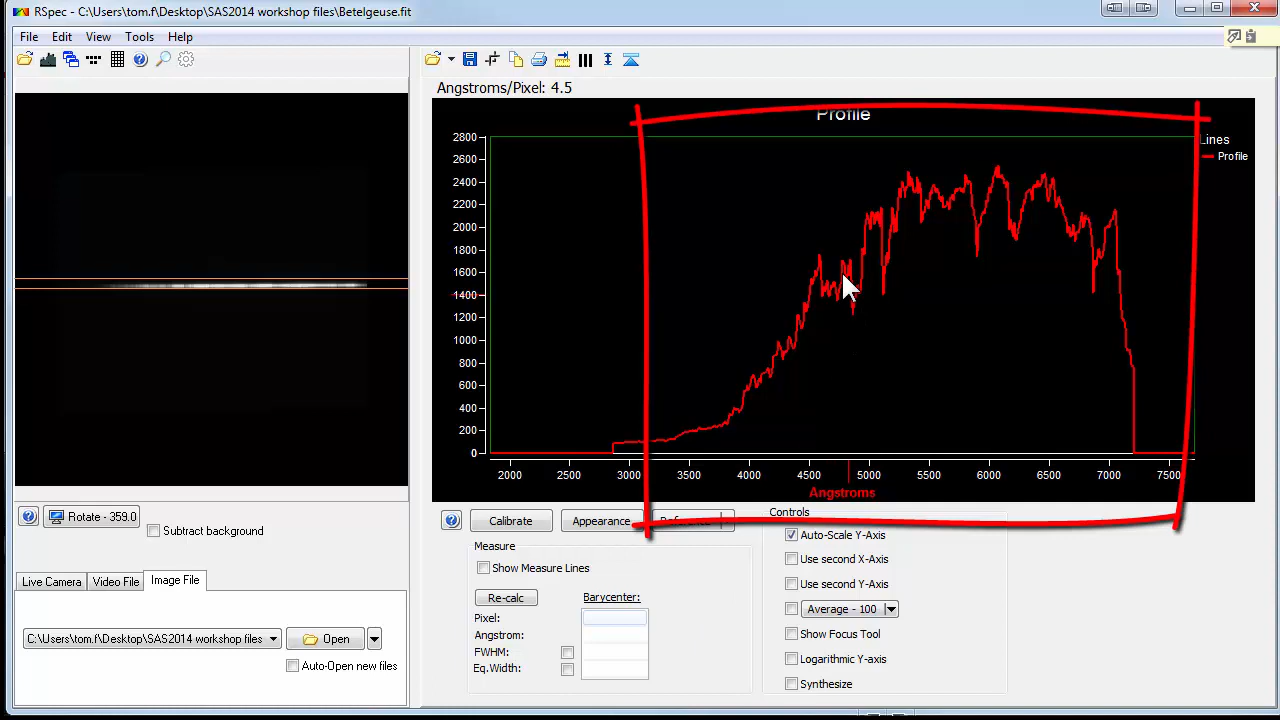 RSpec - C:\Users\tom.f\Desktop\SAS2014 workshop files\Betelgeuse.fit
File Edit View Tools Help
Angstroms/Pixel: 4.5
Profile
Lines
Profile
2800
2600
2400
2200
2000
1800
1600
1400
1200
1000
800
600
400
200
0
2000 2500 3000 3500 4000 4500 5000 5500 6000 6500 7000 7500
Angstroms
Rotate - 359.0
Subtract background
Calibrate Appearance Reference
Controls
Auto-Scale Y-Axis
Use second X-Axis
Use second Y-Axis
Average - 100
Show Focus Tool
Logarithmic Y-axis
Synthesize
Measure
Show Measure Lines
Re-calc Barycenter:
Pixel:
Angstrom:
FWHM:
Eq.Width:
Live Camera Video File Image File
C:\Users\tom.f\Desktop\SAS2014 workshop files Open
Auto-Open new files